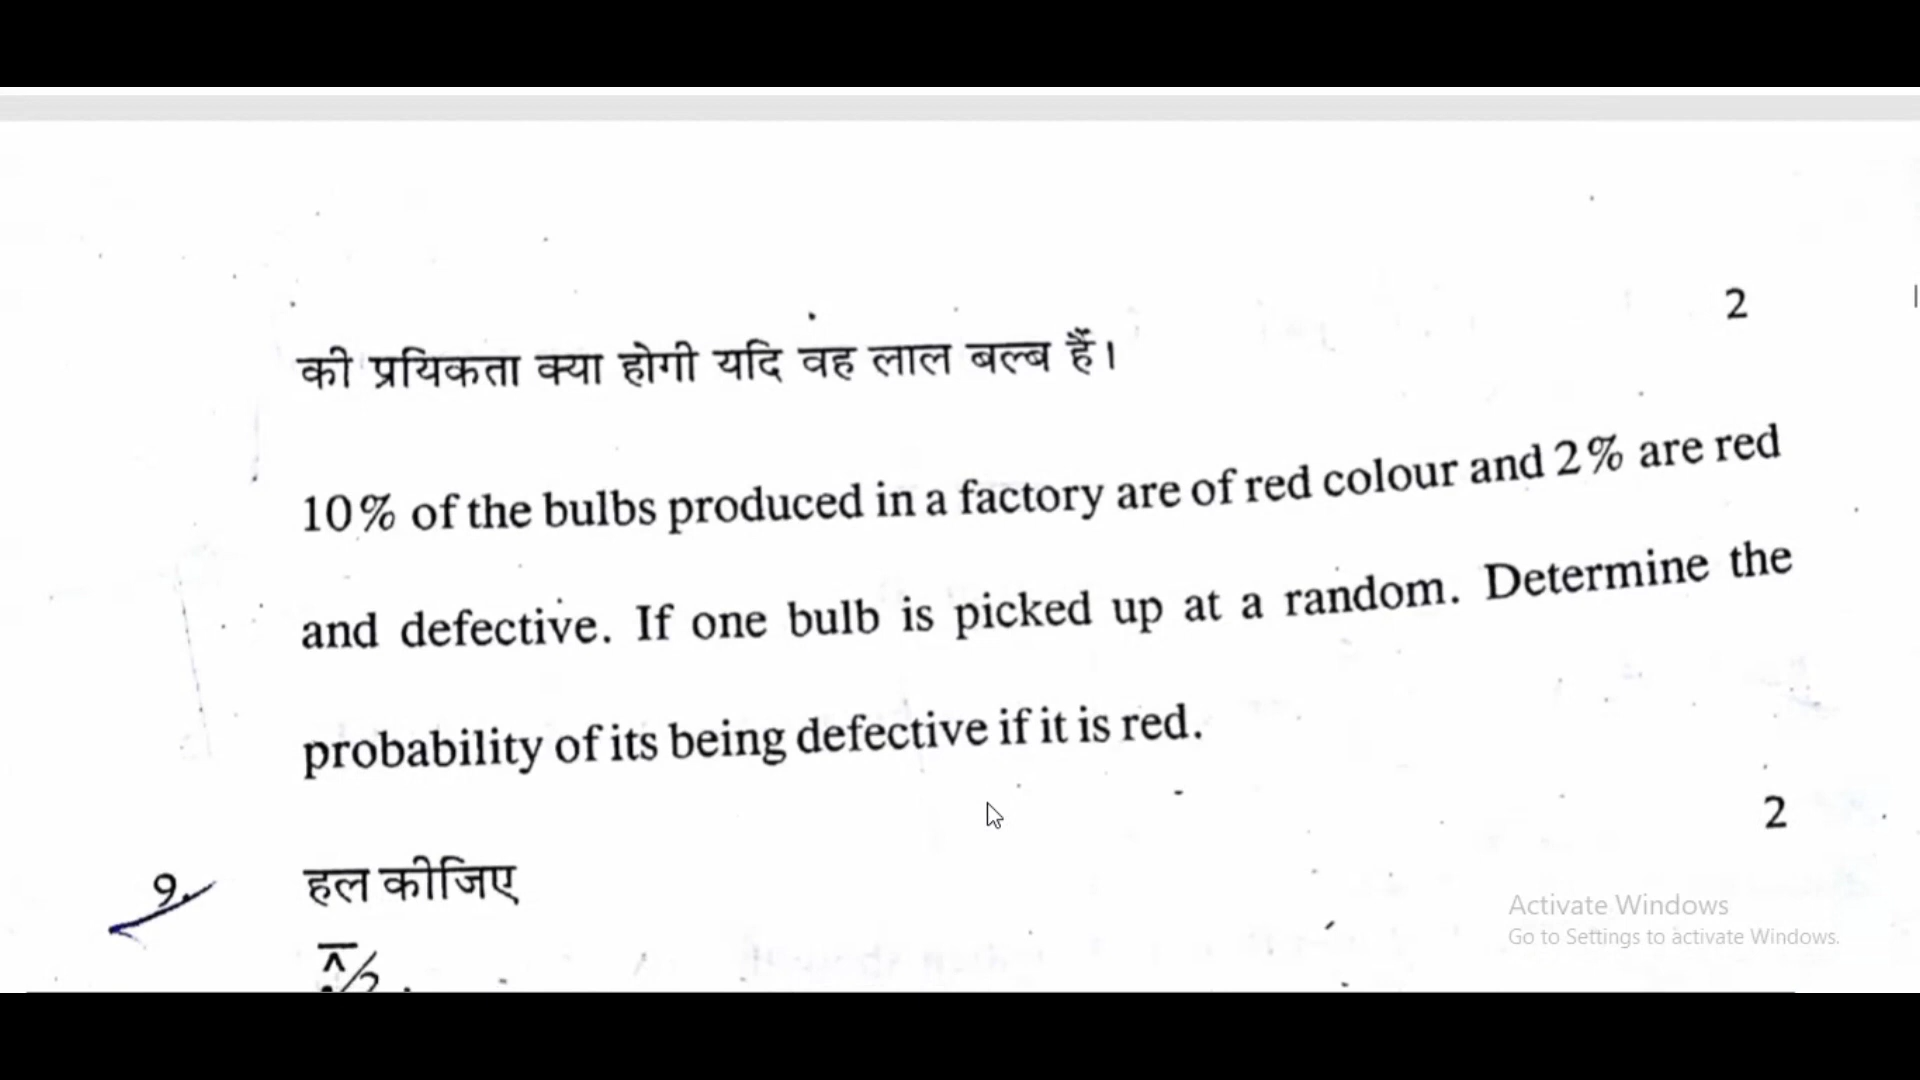 2
की प्रयिकता क्या होगी यदि वह लाल बल्ब हैं।
10% of the bulbs produced in a factory are of red colour and 2% are red
and defective. If one bulb is picked up at a random. Determine the
probability of its being defective if it is red.
2
9. हल कीजिए
Activate Windows
Go to Settings to activate Windows.